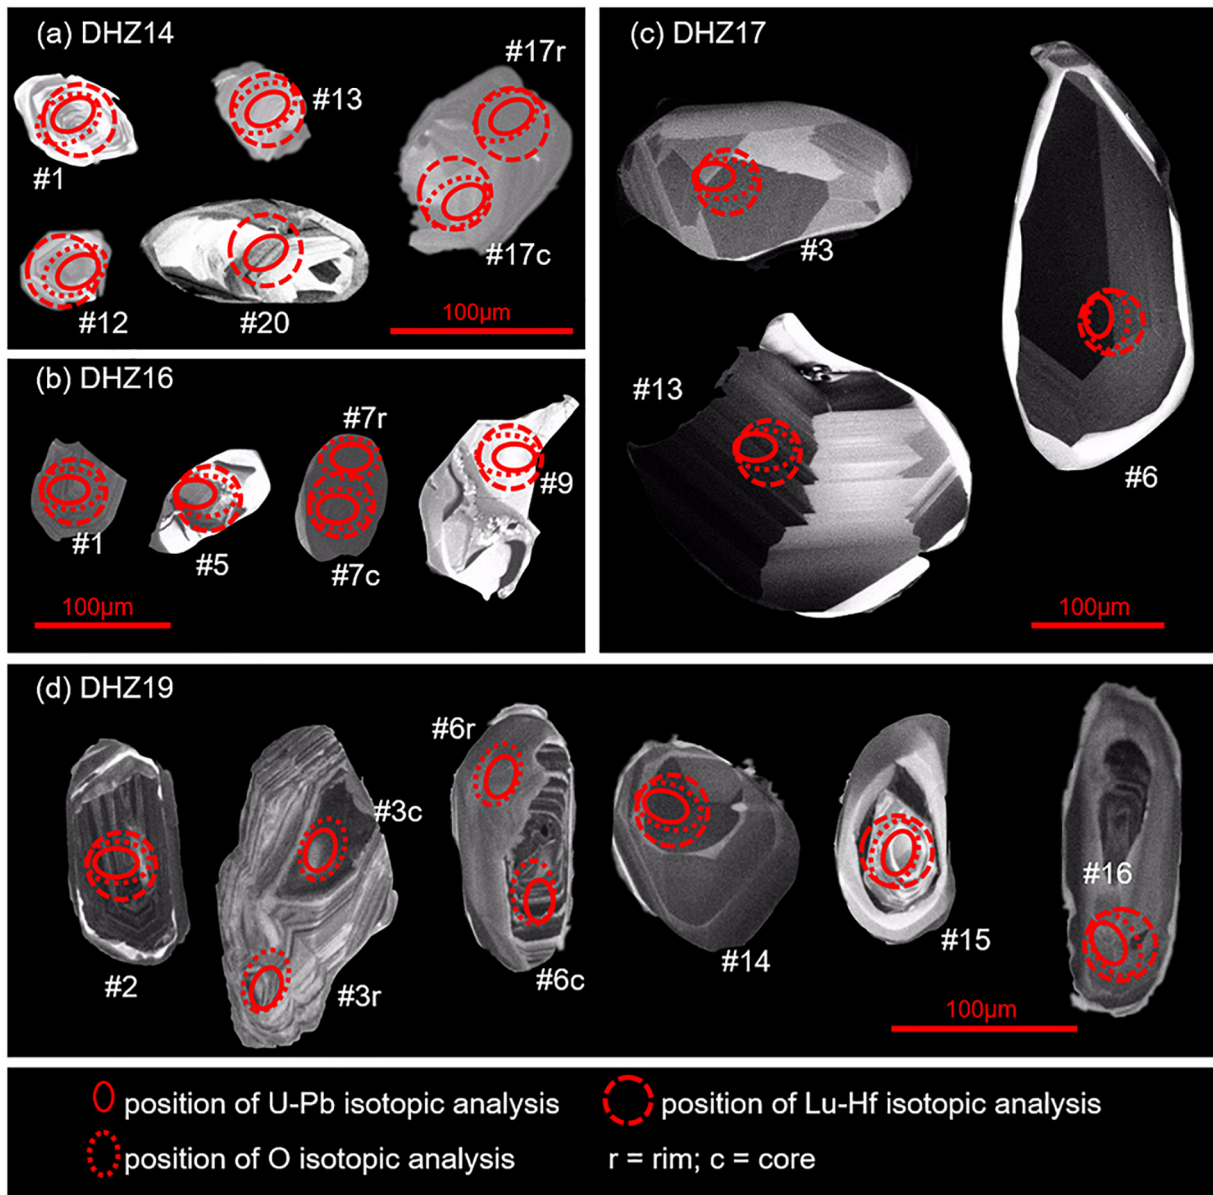 (a) DHZ14
#1
#13
#17r
#12
#20
#17c
100μm
(b) DHZ16
#1
#5
#7r
#7c
#9
100μm
(c) DHZ17
#3
#13
#6
100μm
(d) DHZ19
#2
#3c
#3r
#6r
#6c
#14
#15
#16
100μm
position of U-Pb isotopic analysis
position of Lu-Hf isotopic analysis
position of O isotopic analysis
r = rim; c = core